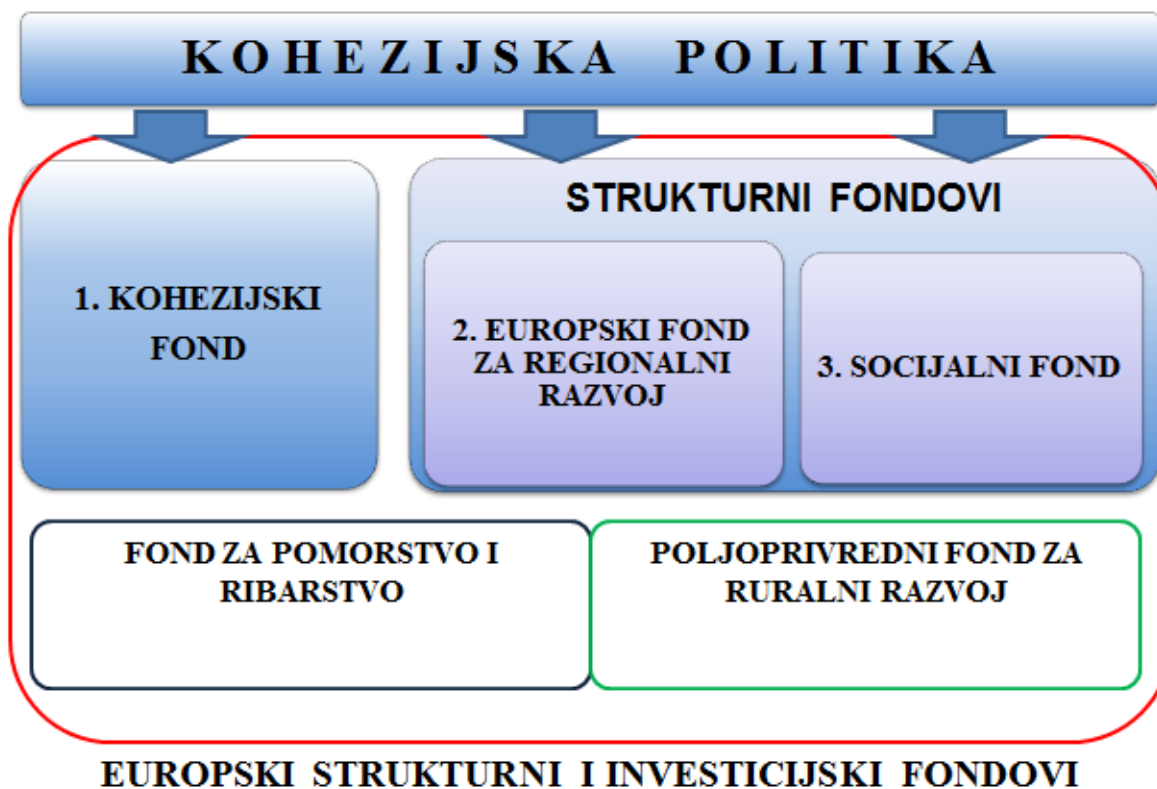 KOHEZIJSKA POLITIKA
STRUKTURNI FONDOVI
1. KOHEZIJSKI
FOND
2. EUROPSKI FOND
ZA REGIONALNI
RAZVOJ
3. SOCIJALNI FOND
FOND ZA POMORSTVO I
RIBARSTVO
POLJOPRIVREDNI FOND ZA
RURALNI RAZVOJ
EUROPSKI STRUKTURNI I INVESTICIJSKI FONDOVI